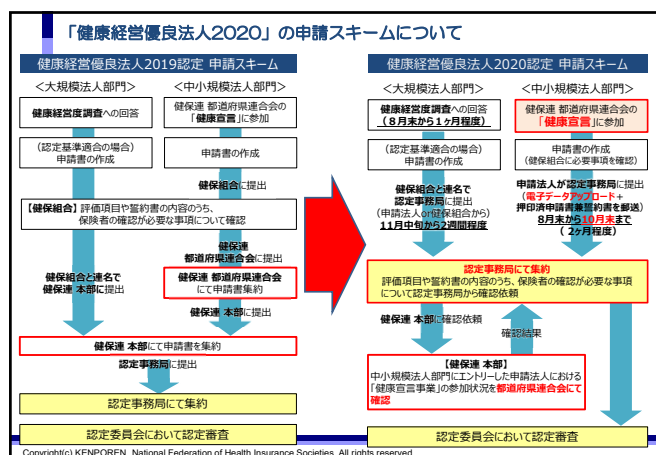 「健康経営優良法人2020」の申請スキームについて
健康経営優良法人2019認定 申請スキーム
<大規模法人部門>
<中小規模法人部門>
健康経営度調査への回答
健保連 都道府県連合会の
「健康宣言」に参加
(認定基準適合の場合)
申請書の作成
申請書の作成
健保組合に提出
【健保組合】評価項目や誓約書の内容のうち、
保険者の確認が必要な事項について確認
健保連
都道府県連合会に提出
健保組合と連名で
健保連 本部に提出
健保連 都道府県連合会
にて申請書集約
健保連 本部に提出
健保連 本部にて申請書を集約
認定事務局に提出
認定事務局にて集約
認定委員会において認定審査
健康経営優良法人2020認定 申請スキーム
<大規模法人部門>
<中小規模法人部門>
健康経営度調査への回答
(8月末から1ヶ月程度)
健保連 都道府県連合会の
「健康宣言」に参加
(認定基準適合の場合)
申請書の作成
申請書の作成
(健保組合に必要事項を確認)
健保組合と連名で
認定事務局に提出
(申請法人or健保組合から)
11月中旬から2週間程度
申請法人が認定事務局に提出
(電子データアップロード+
押印済申請書兼誓約書を郵送)
8月末から10月末まで
(2ヶ月程度)
認定事務局にて集約
評価項目や誓約書の内容のうち、保険者の確認が必要な事項
について認定事務局から確認依頼
健保連 本部に確認依頼
確認結果
【健保連 本部】
中小規模法人部門にエントリーした申請法人における
「健康宣言事業」の参加状況を都道府県連合会にて
確認
認定委員会において認定審査
Copyright(c) KENPOREN, National Federation of Health Insurance Societies. All rights reserved